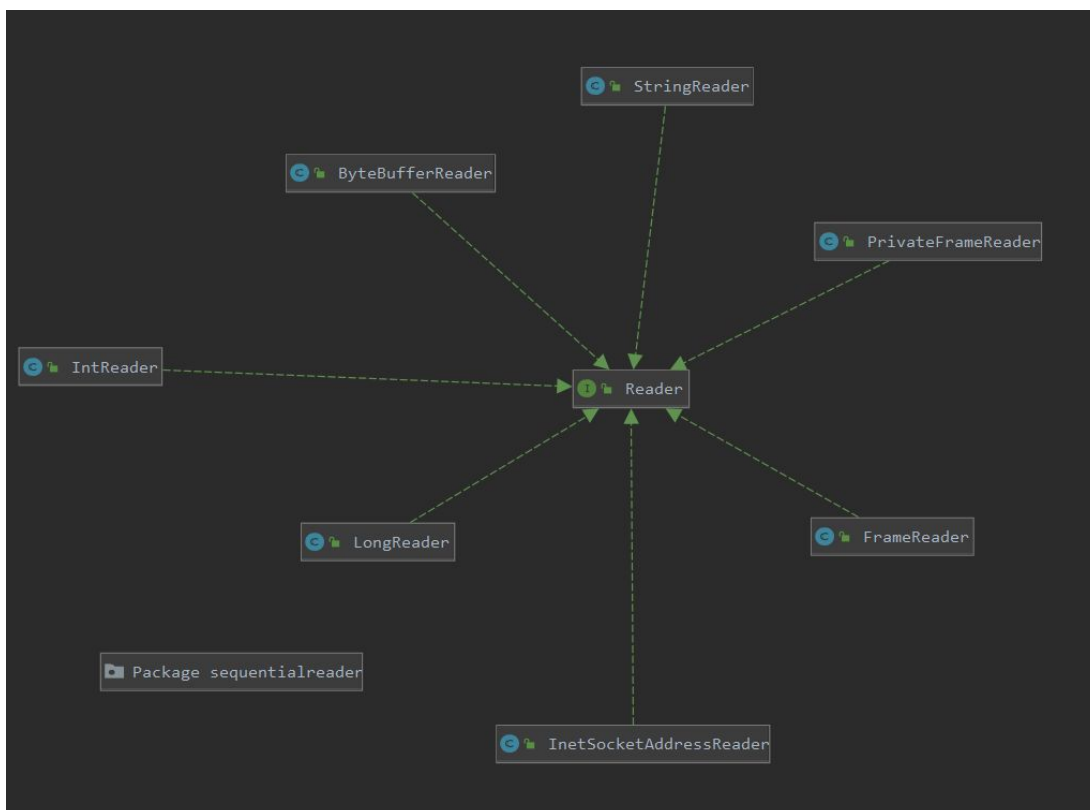 StringReader
ByteBufferReader
PrivateFrameReader
IntReader
Reader
LongReader
FrameReader
Package sequentialreader
InetSocketAddressReader